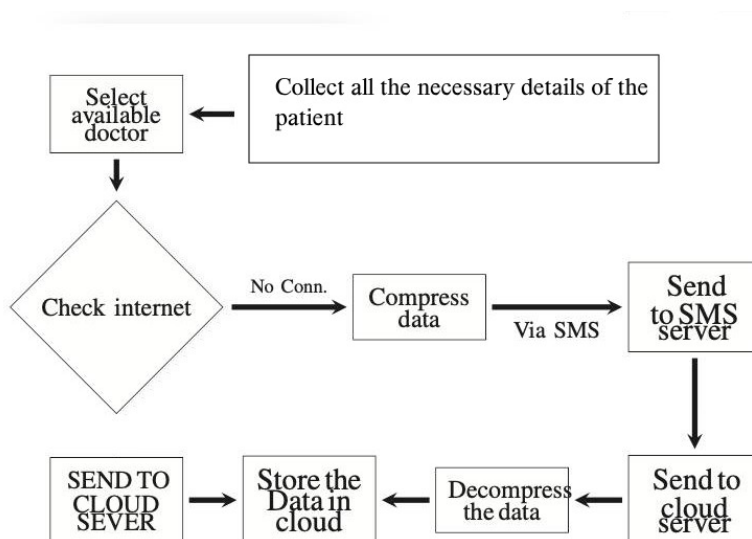 Collect all the necessary details of the
patient
Select
available
doctor
Check internet
No Conn.
Compress
data
Via SMS
Send
to SMS
server
SEND TO
CLOUD
SEVER
Store the
Data in
cloud
Decompress
the data
Send to
cloud
server